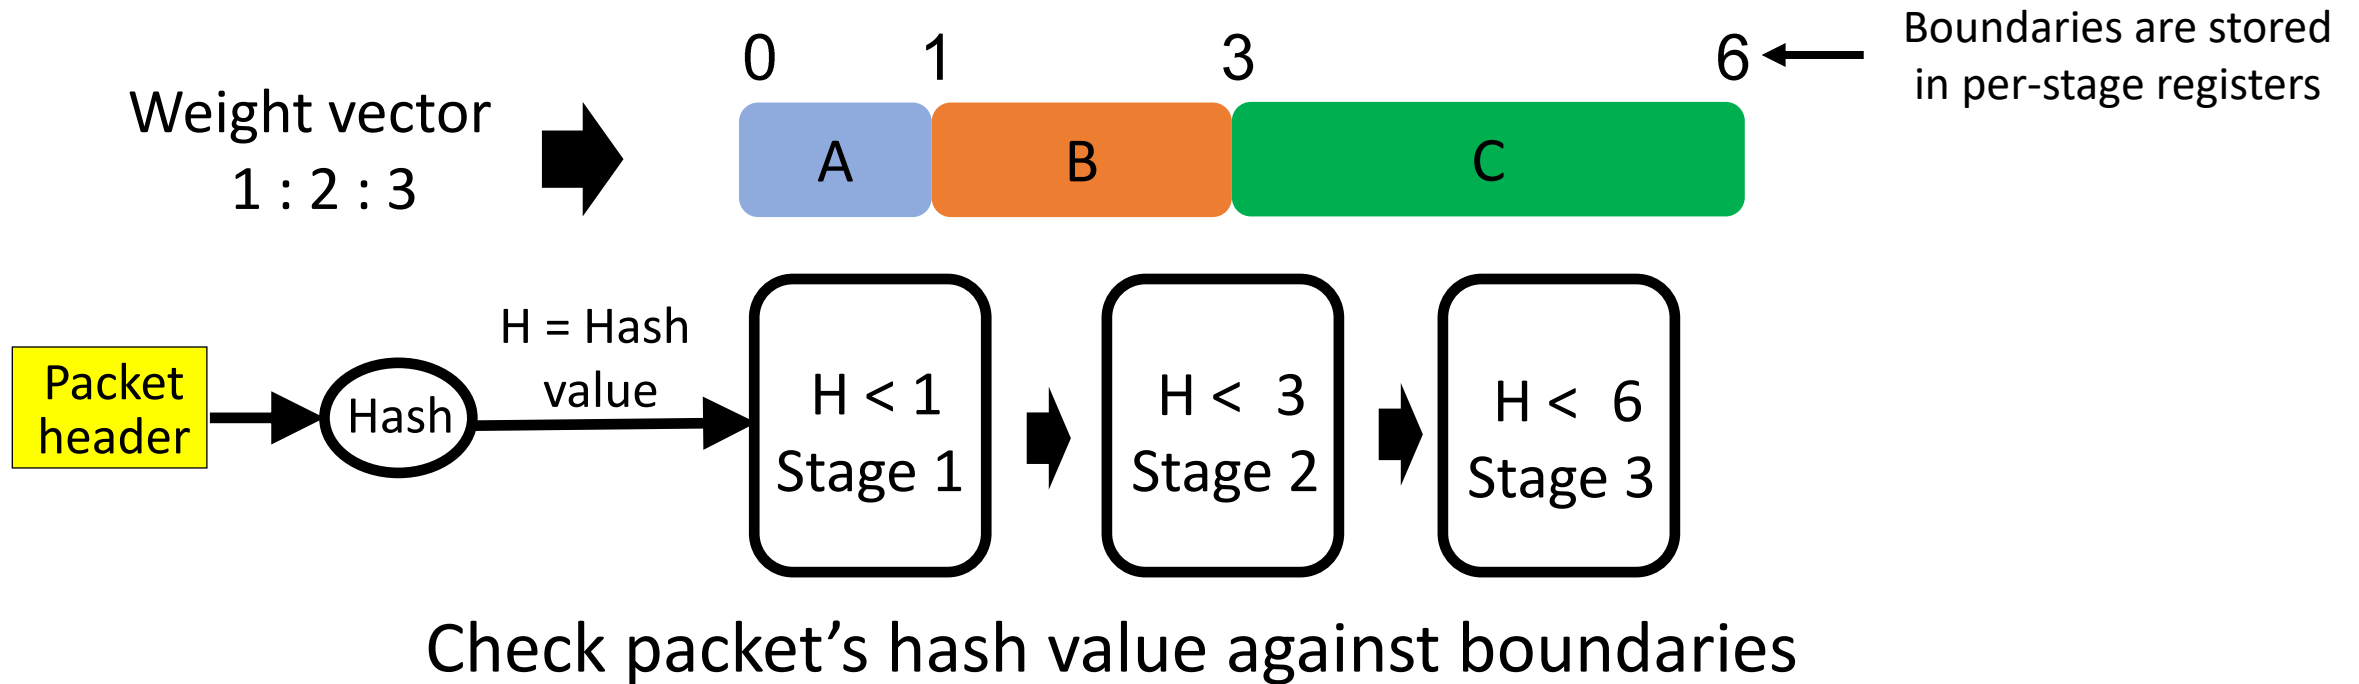 Weight vector
1 : 2 : 3
0 1 3 6
Boundaries are stored
in per-stage registers
A B C
Packet
header
Hash
H = Hash
value
H < 1
Stage 1
H < 3
Stage 2
H < 6
Stage 3
Check packet’s hash value against boundaries